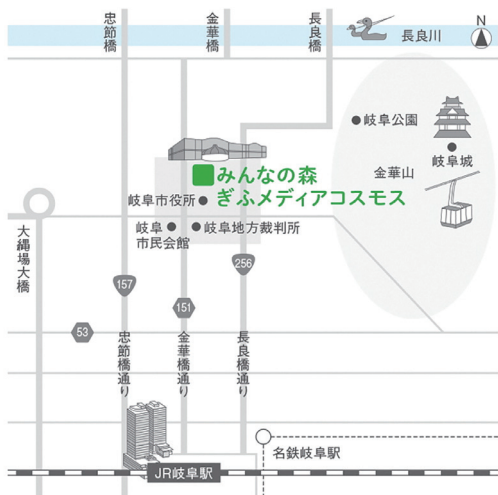 忠節橋
金華橋
長良橋
長良川
N
岐阜公園
岐阜城
金華山
みんなの森
ぎふメディアコスモス
岐阜市役所
岐阜
市民会館
岐阜地方裁判所
大縄場大橋
256
157
151
53
忠節橋通り
金華橋通り
長良橋通り
名鉄岐阜駅
JR岐阜駅